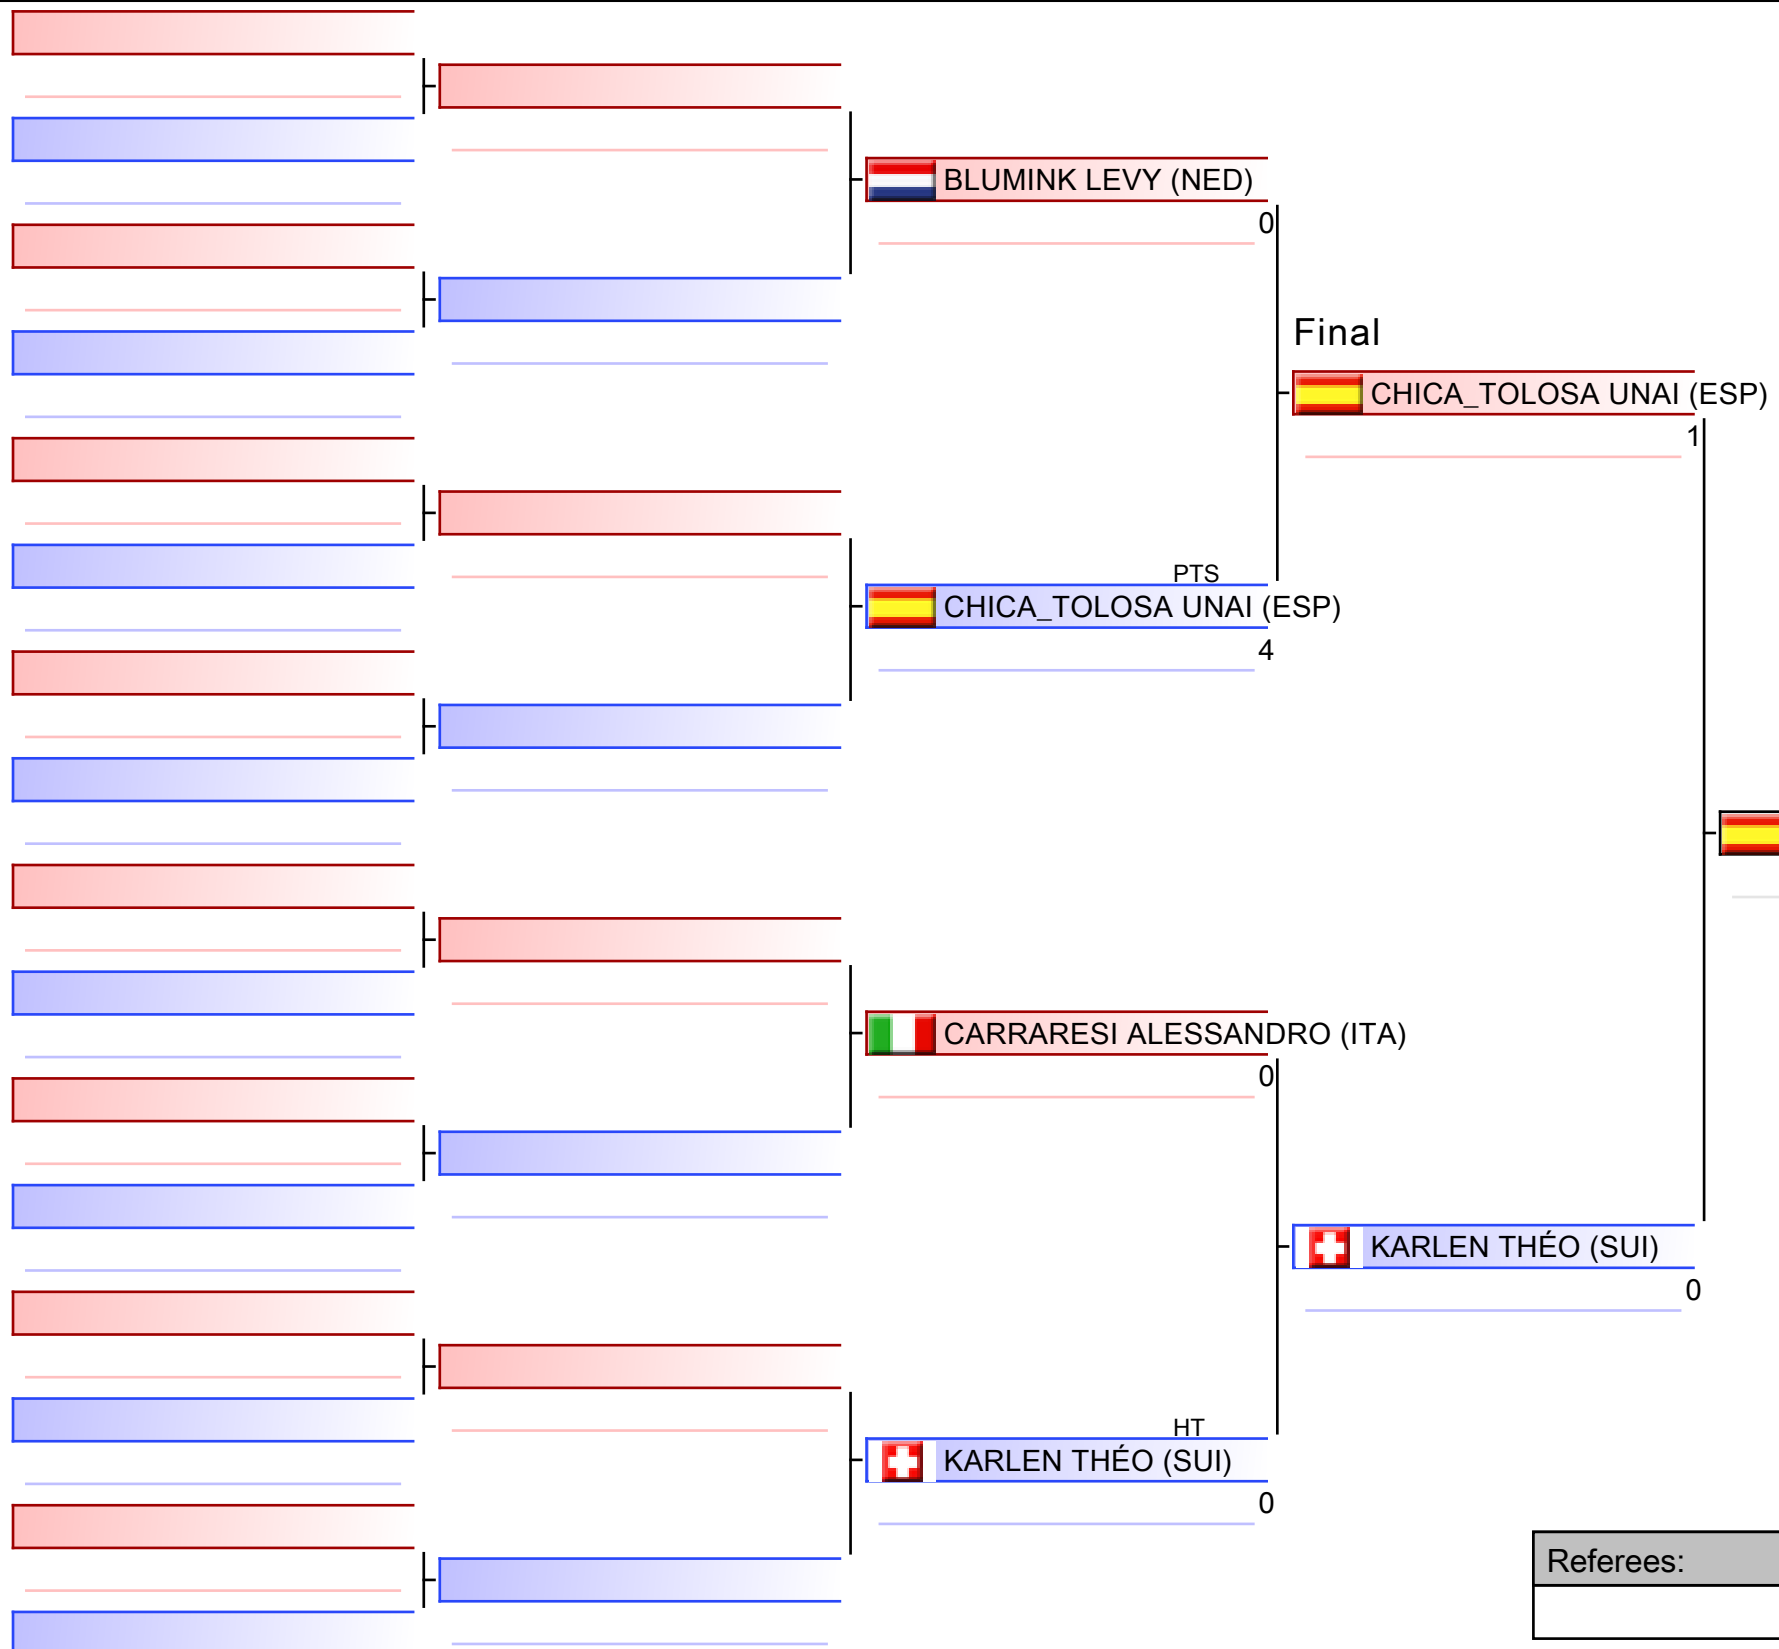 BLUMINK LEVY (NED)
0
Final
CHICA_TOLOSA UNAI (ESP)
1
PTS
CHICA_TOLOSA UNAI (ESP)
4
CARRARESI ALESSANDRO (ITA)
0
KARLEN THÉO (SUI)
0
HT
KARLEN THÉO (SUI)
0
Referees: